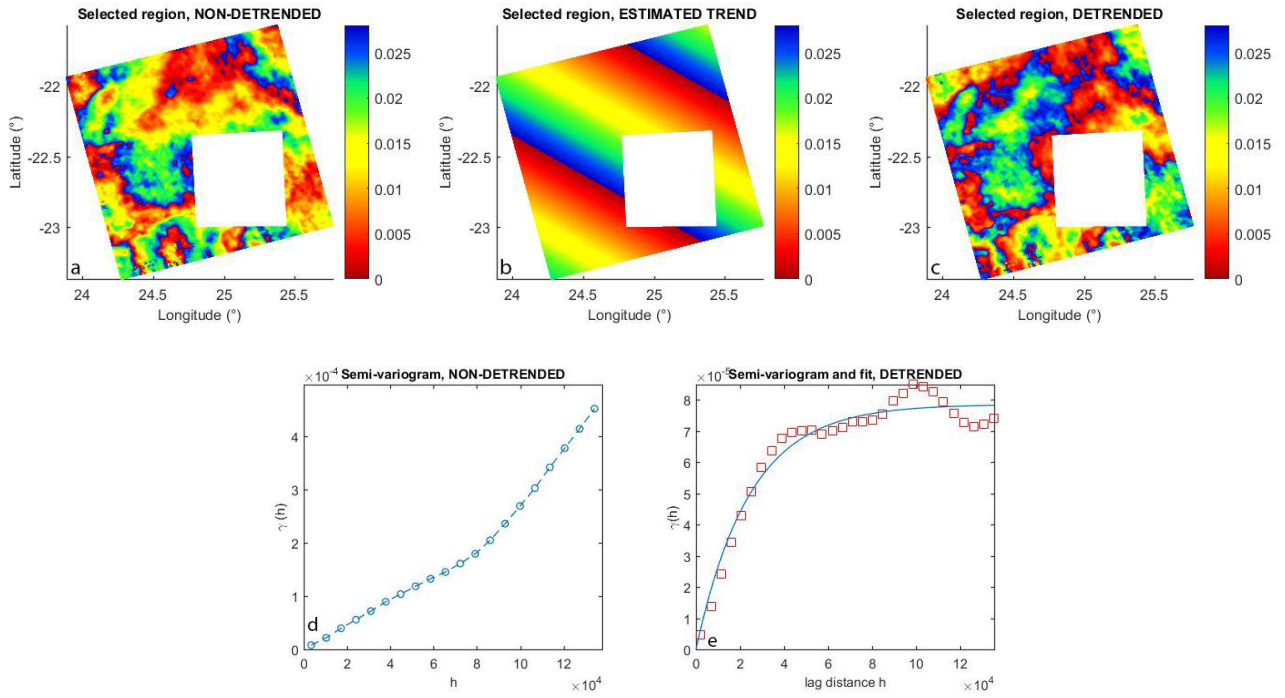 Selected region, NON-DETRENDED
Selected region, ESTIMATED TREND
Selected region, DETRENDED
Latitude (°)
-22
-22.5
-23
a
24
24.5
25
25.5
Longitude (°)
0.025
0.02
0.015
0.01
0.005
0
Latitude (°)
-22
-22.5
-23
b
24
24.5
25
25.5
Longitude (°)
0.025
0.02
0.015
0.01
0.005
0
Latitude (°)
-22
-22.5
-23
c
24
24.5
25
25.5
Longitude (°)
0.025
0.02
0.015
0.01
0.005
0
×10⁻⁴ Semi-variogram, NON-DETRENDED
γ (h)
4
3
2
1
0
d
0 2 4 6 8 10 12
h
×10⁴
×10⁻⁵ Semi-variogram and fit, DETRENDED
γ(h)
8
7
6
5
4
3
2
1
0
e
0 2 4 6 8 10 12
lag distance h
×10⁴